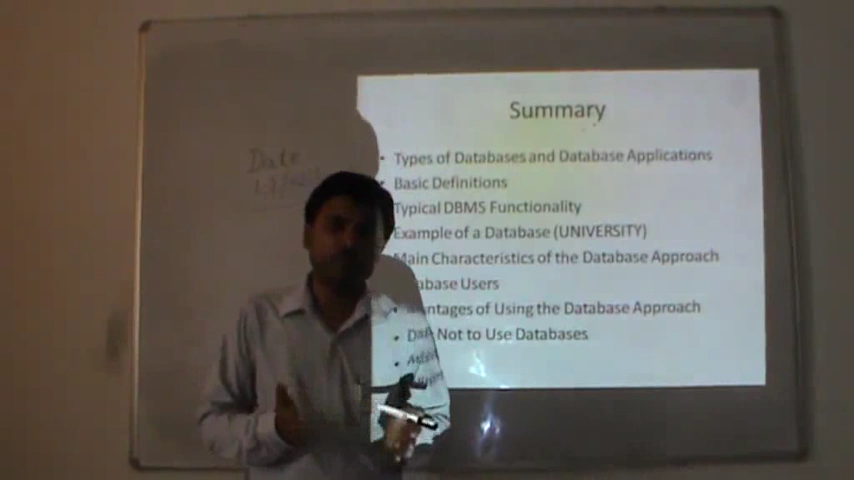 Summary
• Types of Databases and Database Applications
Basic Definitions
Typical DBMS Functionality
Example of a Database (UNIVERSITY)
Main Characteristics of the Database Approach
abase Users
antages of Using the Database Approach
Not to Use Databases
Date